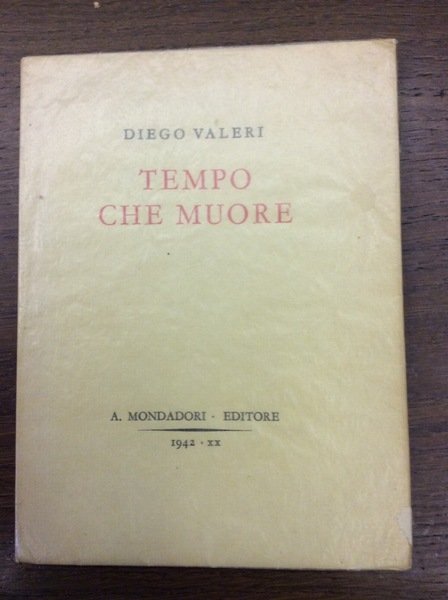 DIEGO VALERI
TEMPO
CHE MUORE
A. MONDADORI · EDITORE
1942 · XX